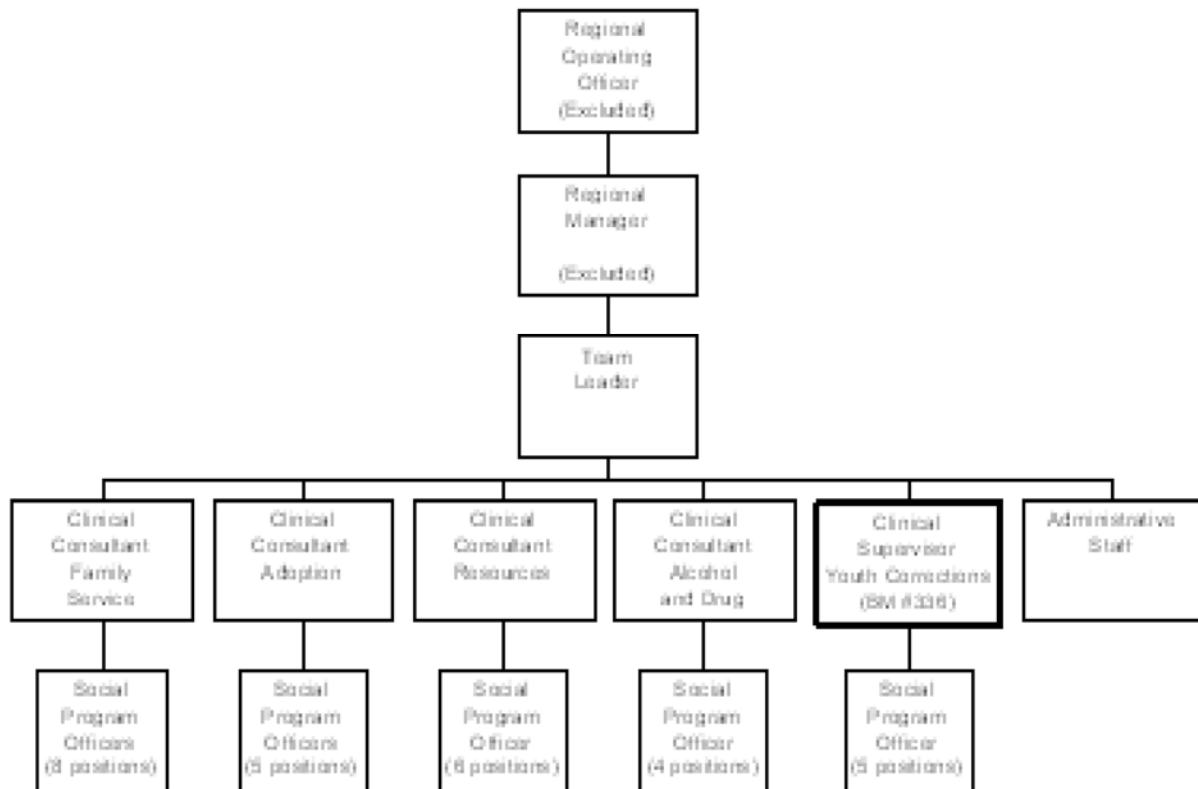 Regional
Operating
Officer
(Excluded)
Regional
Manager
(Excluded)
Team
Leader
Clinical
Consultant
Family
Service
Clinical
Consultant
Adoption
Clinical
Consultant
Resources
Clinical
Consultant
Alcohol
and Drug
Clinical
Supervisor
Youth Corrections
(BM #336)
Administrative
Staff
Social
Program
Officers
(8 positions)
Social
Program
Officers
(5 positions)
Social
Program
Officer
(6 positions)
Social
Program
Officer
(4 positions)
Social
Program
Officer
(5 positions)